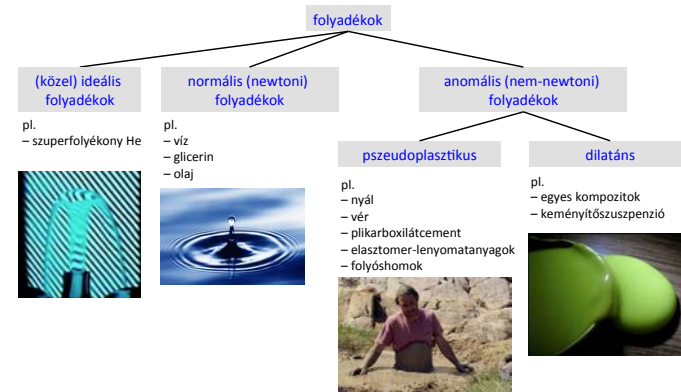 folyadékok
(közel) ideális
folyadékok
pl.
– szuperfolyékony He
normális (newtoni)
folyadékok
pl.
– víz
– glicerin
– olaj
anomális (nem-newtoni)
folyadékok
pszeudoplasztikus
pl.
– nyál
– vér
– plikarboxilátcement
– elasztomer-lenyomatanyagok
– folyóshomok
dilatáns
pl.
– egyes kompozitok
– keményítőszuszpenzió